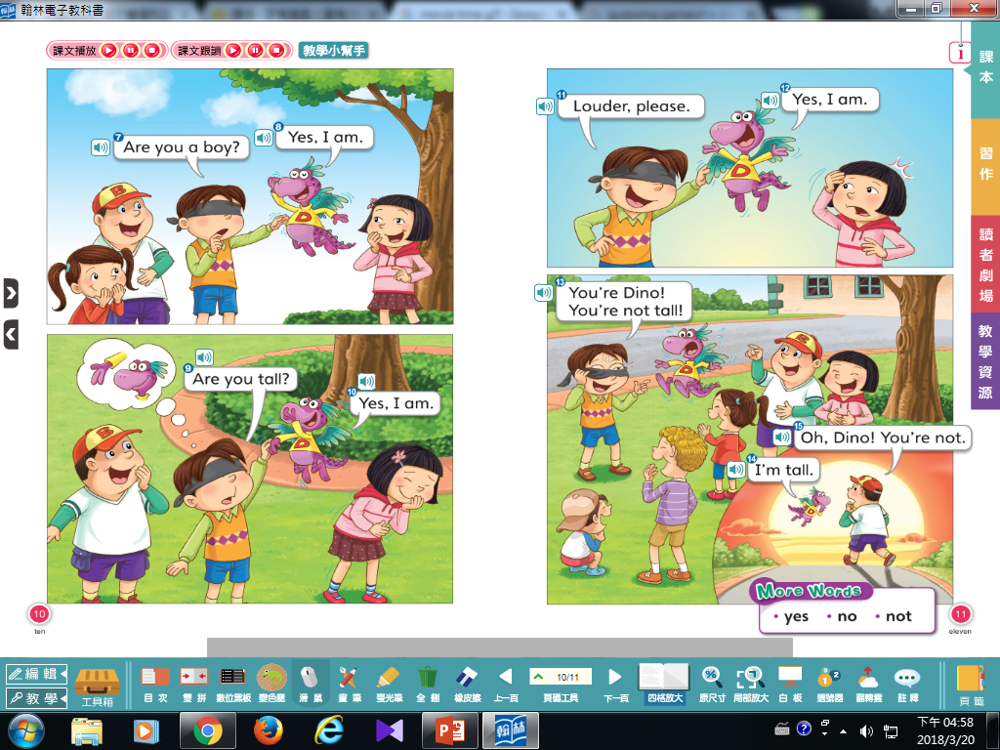 翰林電子教科書
課文播放 課文跟讀 教學小幫手
7 Are you a boy?
8 Yes, I am.
B
D
9 Are you tall?
10 Yes, I am.
B
D
10
ten
11 Louder, please.
12 Yes, I am.
D
13 You're Dino!
You're not tall!
D
14 I'm tall.
15 Oh, Dino! You're not.
More Words
• yes • no • not
11
eleven
1
課本
習作
讀者劇場
教學資源
編輯
教學
工具箱
目次 雙拼 數位黑板 變色龍 滑鼠 畫筆 螢光筆 全刪 橡皮擦 上一頁 10/11 頁碼工具 下一頁 四格放大 原尺寸 局部放大 白板 選號器 翻轉雲 註釋 頁籤
翰林
下午 04:58
2018/3/20